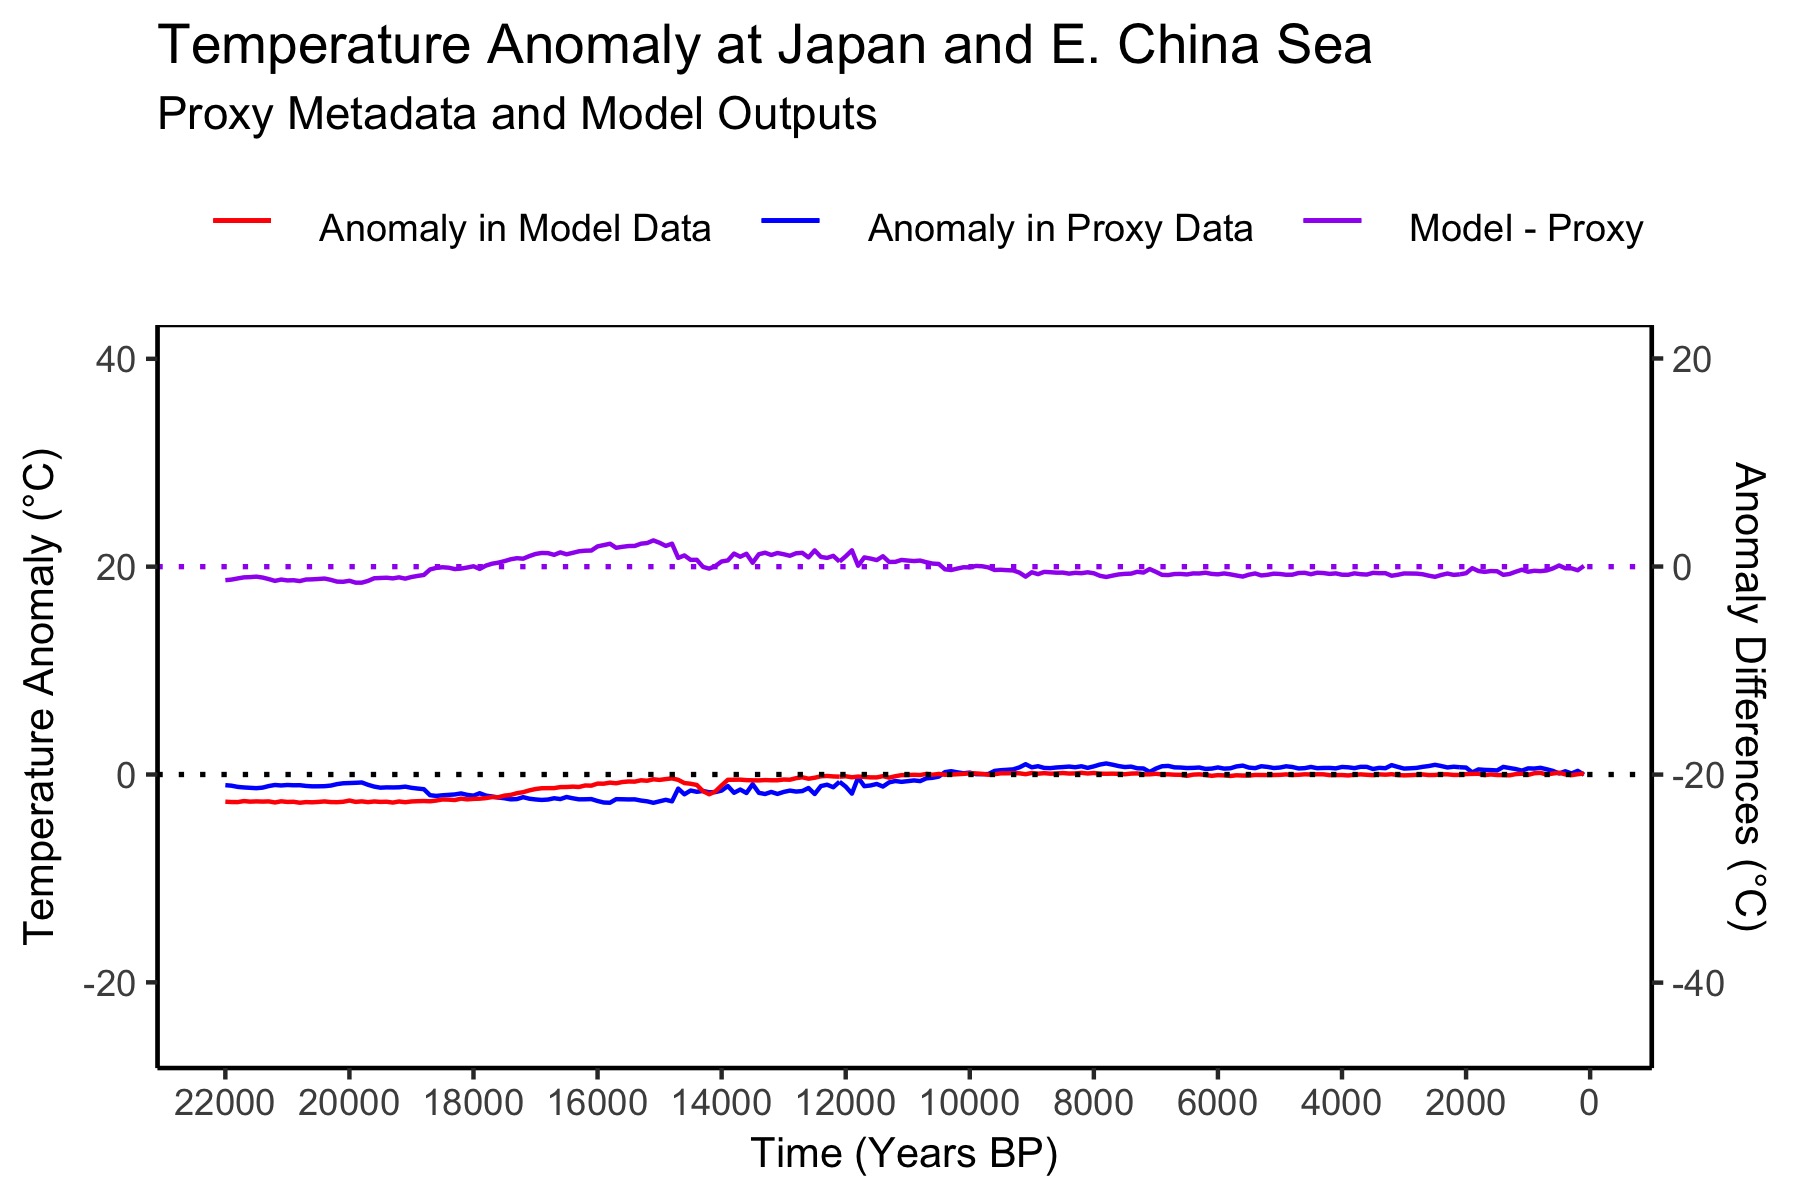 Temperature Anomaly at Japan and E. China Sea
Proxy Metadata and Model Outputs
Anomaly in Model Data Anomaly in Proxy Data Model - Proxy
40
20
0
-20
Temperature Anomaly (°C)
20
0
-20
-40
Anomaly Differences (°C)
22000 20000 18000 16000 14000 12000 10000 8000 6000 4000 2000 0
Time (Years BP)